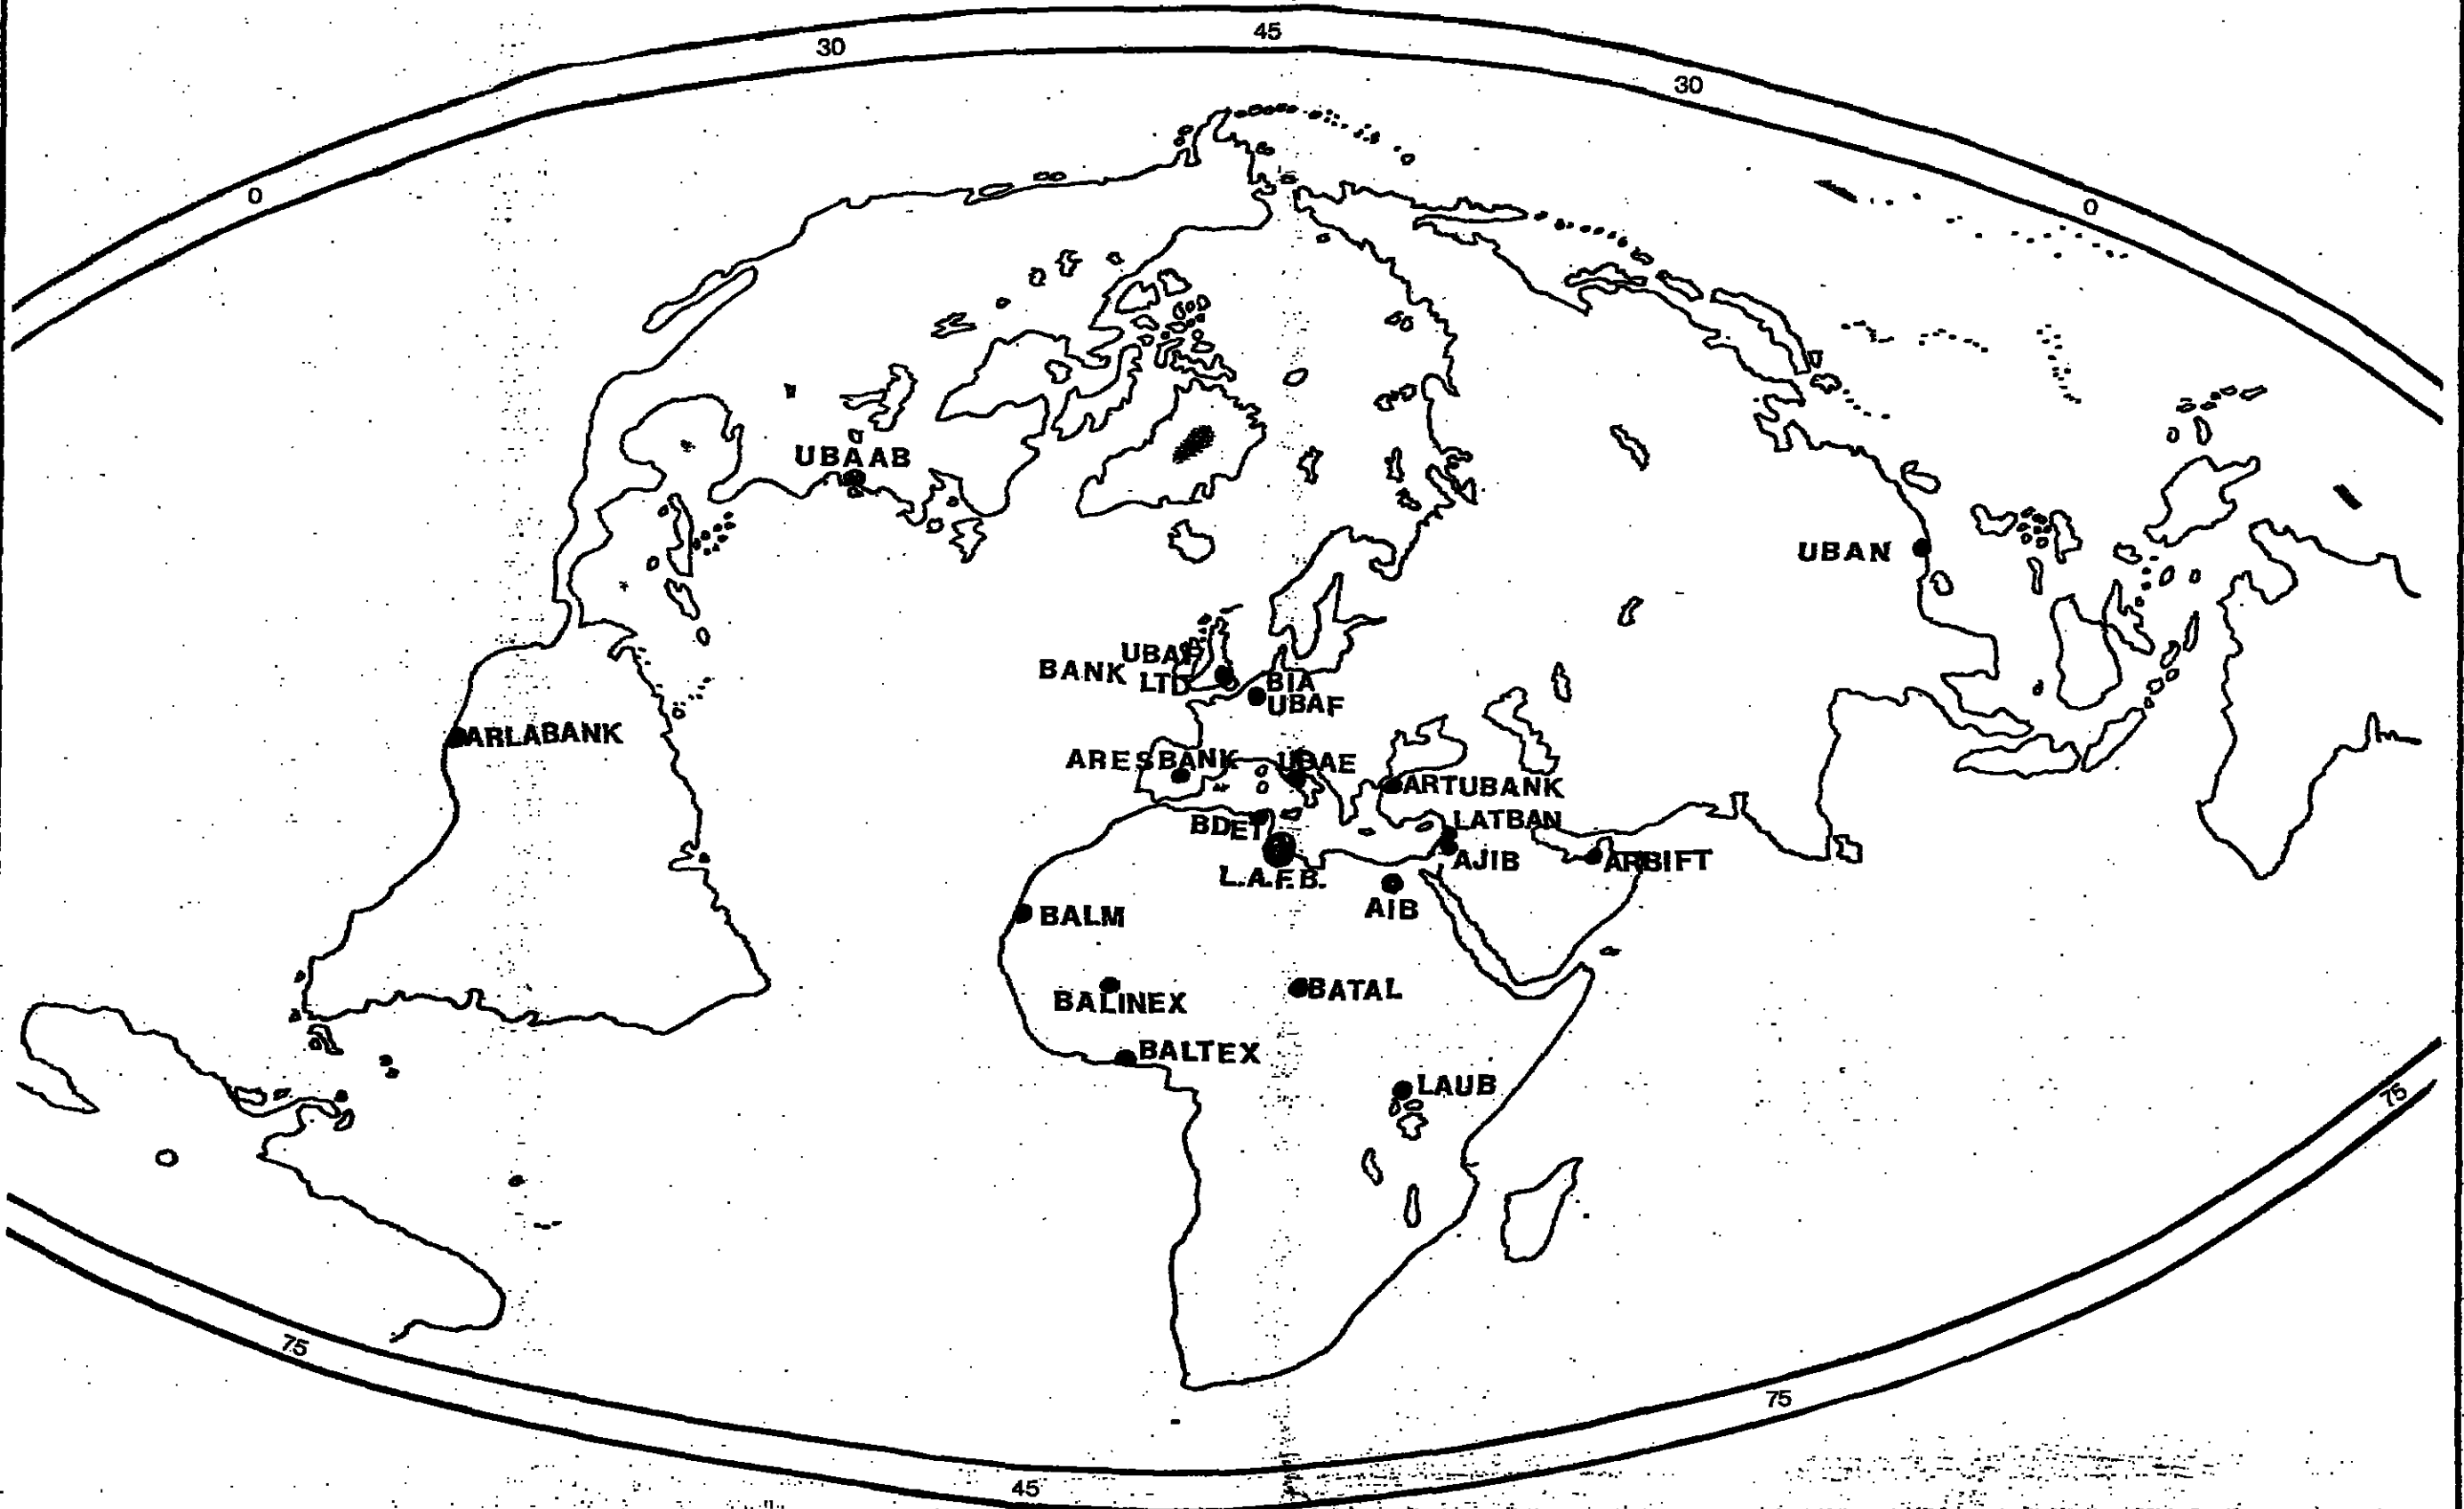 45
30
30
0
0
UBAAB
UBAN
UBAF
BANK LTD
BIA
UBAF
ARLABANK
ARESBANK
UBAE
ARTUBANK
LATBAN
BDET
AJIB
ARBIFT
L.A.F.B.
AIB
BALM
BATAL
BALINEX
BALTEX
LAUB
75
75
75
45